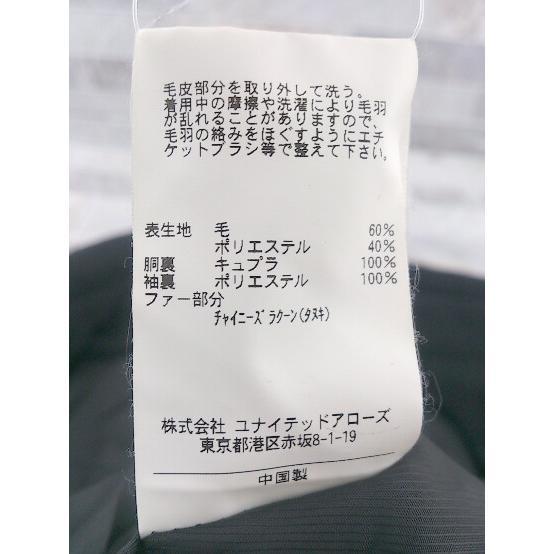 毛皮部分を取り外して洗う。
着用中の摩擦や洗濯により毛羽
が乱れることがありますので、
毛羽の絡みをほぐすようにエチ
ケットブラシ等で整えて下さい。
表生地 毛 60%
ポリエステル 40%
胴裏 キュプラ 100%
袖裏 ポリエステル 100%
ファー部分
チャイニーズラクーン(タヌキ)
株式会社 ユナイテッドアローズ
東京都港区赤坂8-1-19
中国製